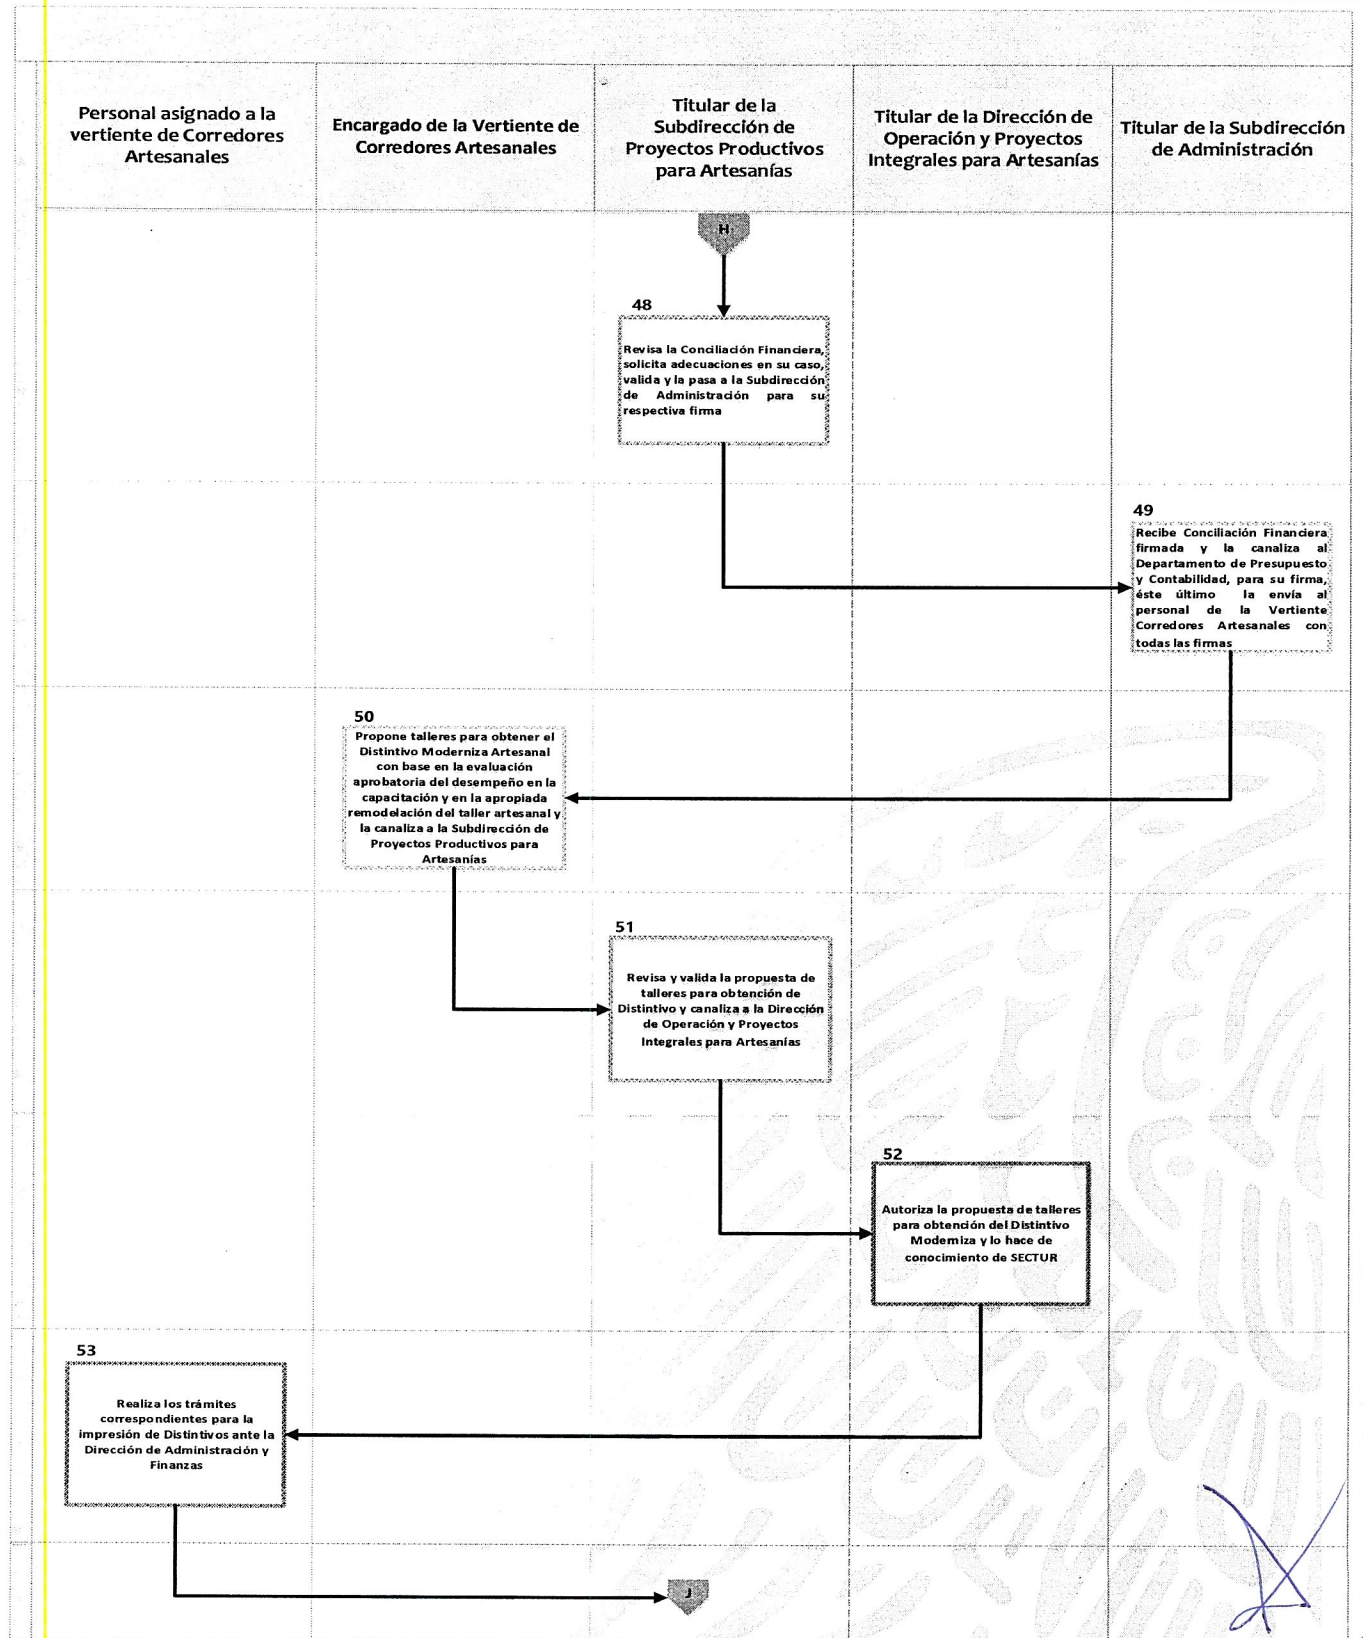 Personal asignado a la
vertiente de Corredores
Artesanales
Encargado de la Vertiente de
Corredores Artesanales
Titular de la
Subdirección de
Proyectos Productivos
para Artesanías
Titular de la Dirección de
Operación y Proyectos
Integrales para Artesanías
Titular de la Subdirección
de Administración
H
48
Revisa la Conciliación Financiera,
solicita adecuaciones en su caso,
valida y la pasa a la Subdirección
de Administración para su
respectiva firma
49
Recibe Conciliación Financiera
firmada y la canaliza al
Departamento de Presupuesto
y Contabilidad, para su firma,
éste último la envía al
personal de la Vertiente
Corredores Artesanales con
todas las firmas
50
Propone talleres para obtener el
Distintivo Moderniza Artesanal
con base en la evaluación
aprobatoria del desempeño en la
capacitación y en la apropiada
remodelación del taller artesanal y
la canaliza a la Subdirección de
Proyectos Productivos para
Artesanías
51
Revisa y valida la propuesta de
talleres para obtención de
Distintivo y canaliza a la Dirección
de Operación y Proyectos
Integrales para Artesanías
52
Autoriza la propuesta de talleres
para obtención del Distintivo
Moderniza y lo hace de
conocimiento de SECTUR
53
Realiza los trámites
correspondientes para la
impresión de Distintivos ante la
Dirección de Administración y
Finanzas
J